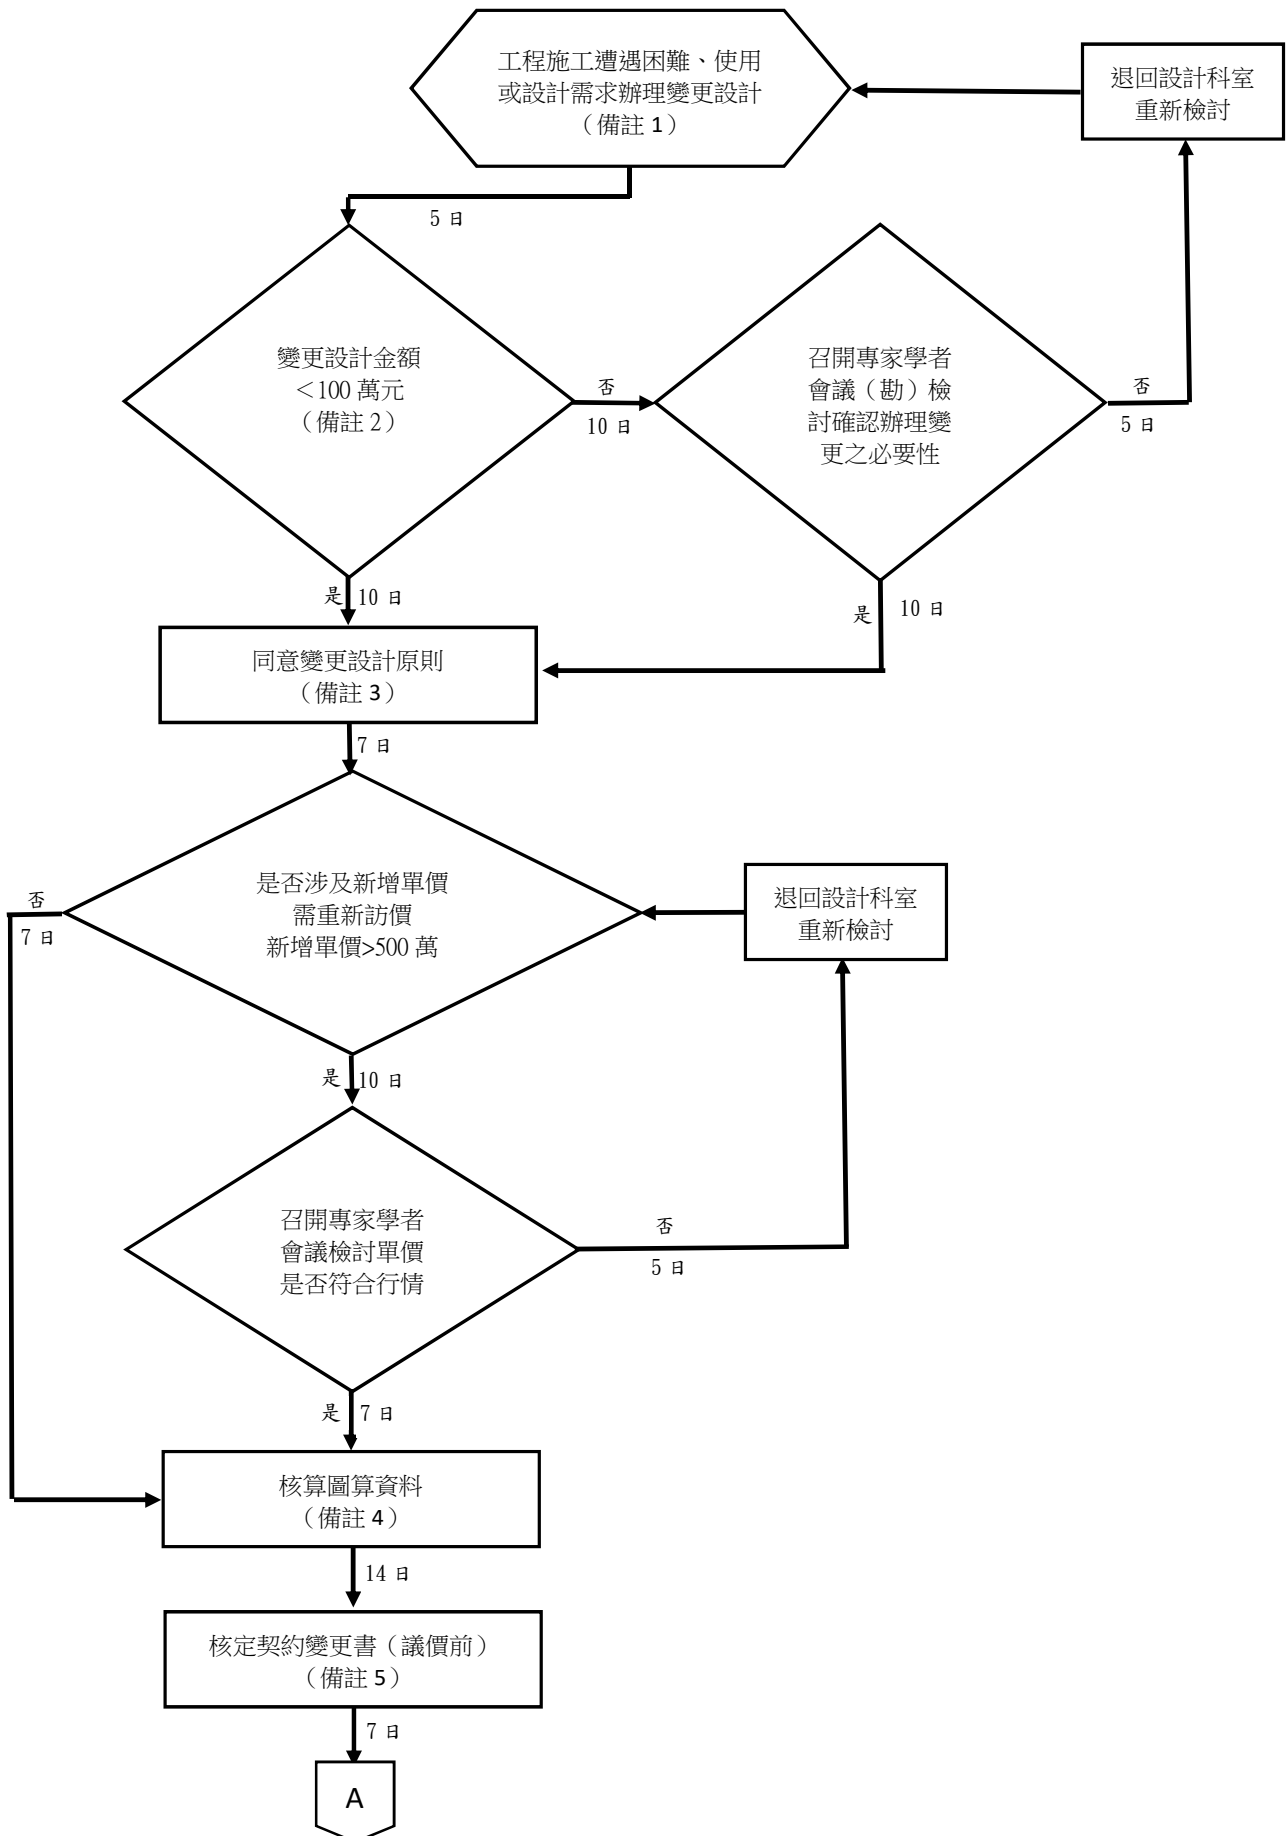 工程施工遭遇困難、使用
或設計需求辦理變更設計
（備註 1）
退回設計科室
重新檢討
5 日
變更設計金額
＜100 萬元
（備註 2）
否
10 日
召開專家學者
會議（勘）檢
討確認辦理變
更之必要性
否
5 日
是 10 日
是 10 日
同意變更設計原則
（備註 3）
7 日
否
7 日
是否涉及新增單價
需重新訪價
新增單價>500 萬
退回設計科室
重新檢討
是 10 日
召開專家學者
會議檢討單價
是否符合行情
否
5 日
是 7 日
核算圖算資料
（備註 4）
14 日
核定契約變更書（議價前）
（備註 5）
7 日
A